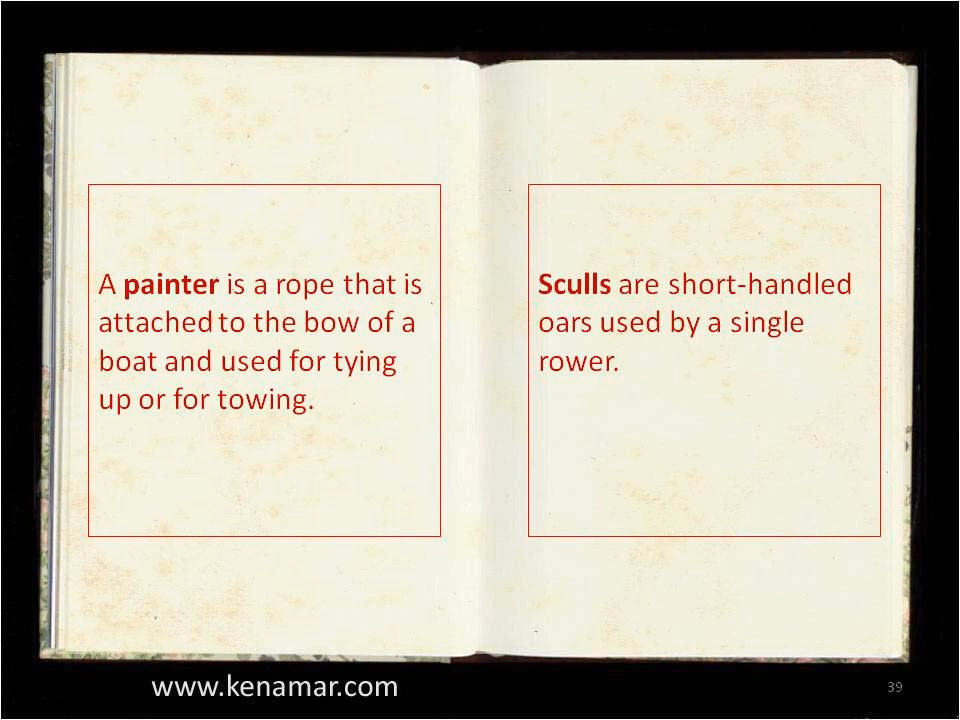 A painter is a rope that is
attached to the bow of a
boat and used for tying
up or for towing.
Sculls are short-handled
oars used by a single
rower.
www.kenamar.com
39